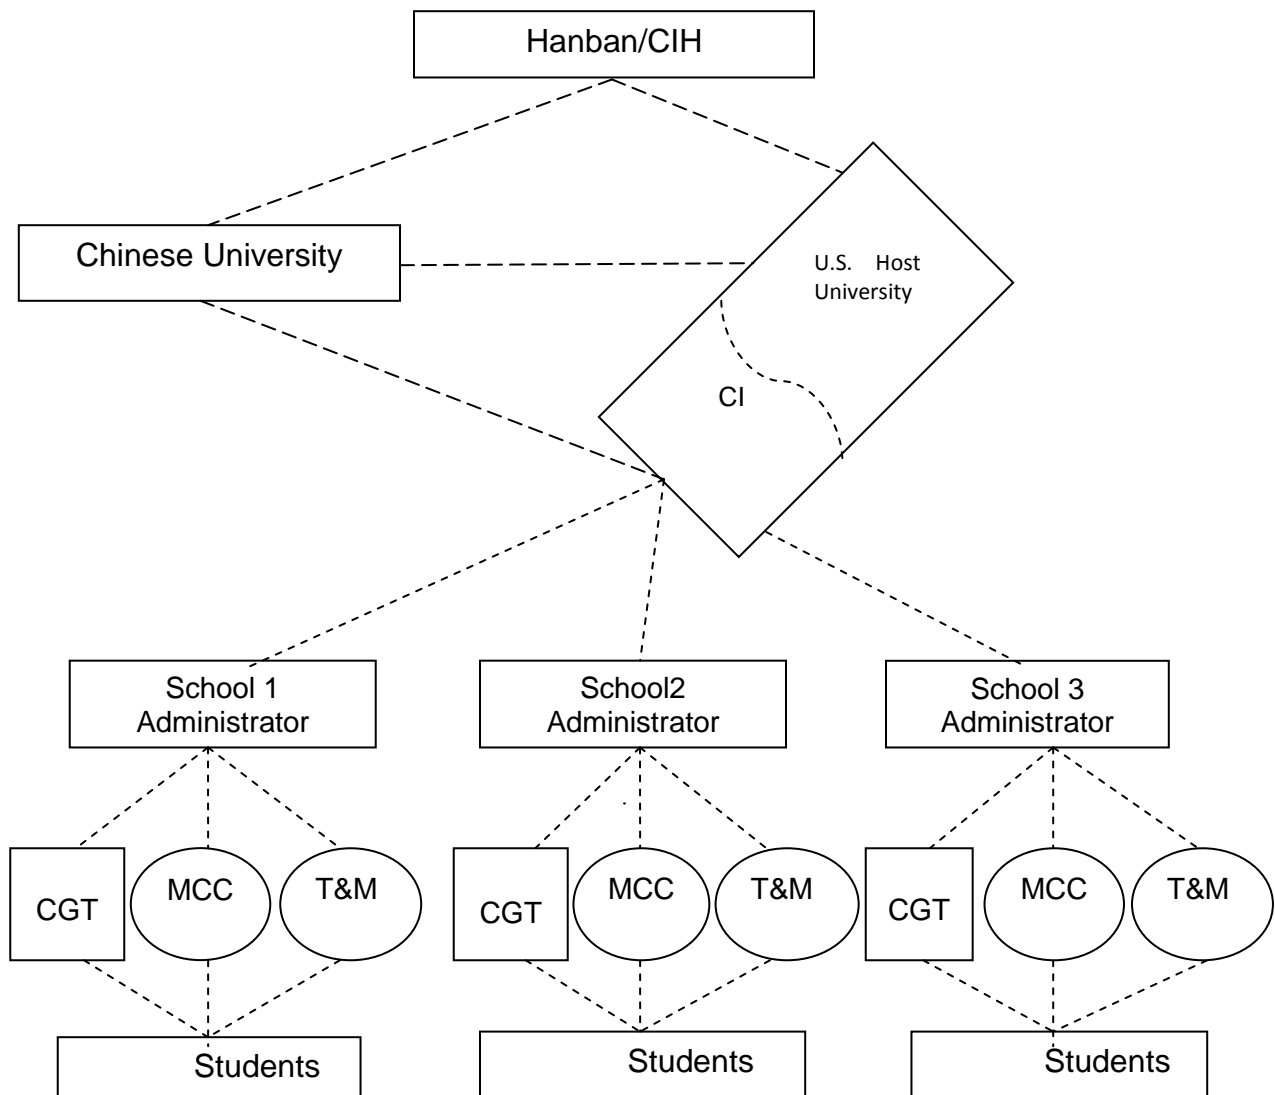 Hanban/CIH
Chinese University
U.S. Host
University
CI
School 1
Administrator
School2
Administrator
School 3
Administrator
CGT
MCC
T&M
CGT
MCC
T&M
CGT
MCC
T&M
Students
Students
Students